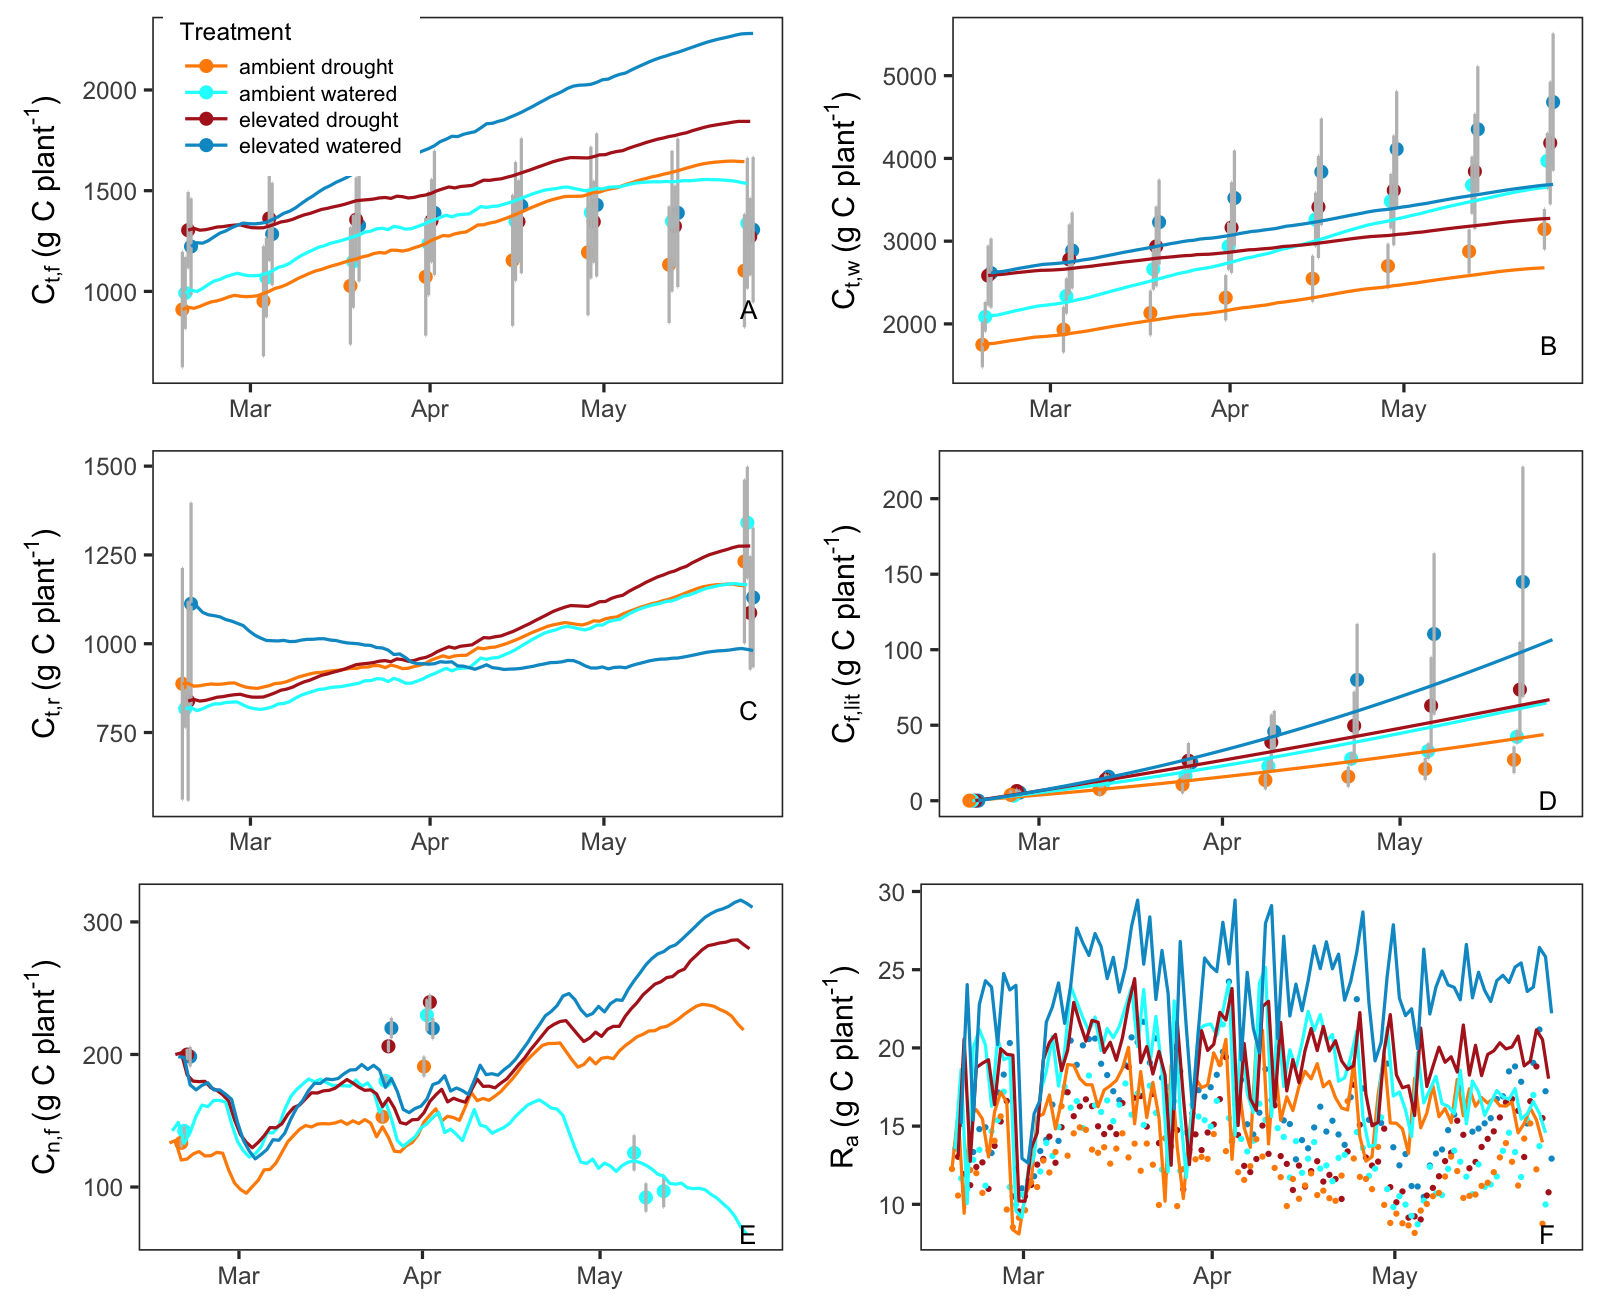 Treatment
ambient drought
ambient watered
elevated drought
elevated watered
C_t,f (g C plant^-1)
2000
1500
1000
Mar Apr May
A
C_t,w (g C plant^-1)
5000
4000
3000
2000
Mar Apr May
B
C_t,r (g C plant^-1)
1500
1250
1000
750
Mar Apr May
C
C_f,lit (g C plant^-1)
200
150
100
50
0
Mar Apr May
D
C_n,f (g C plant^-1)
300
200
100
Mar Apr May
E
R_a (g C plant^-1)
30
25
20
15
10
Mar Apr May
F